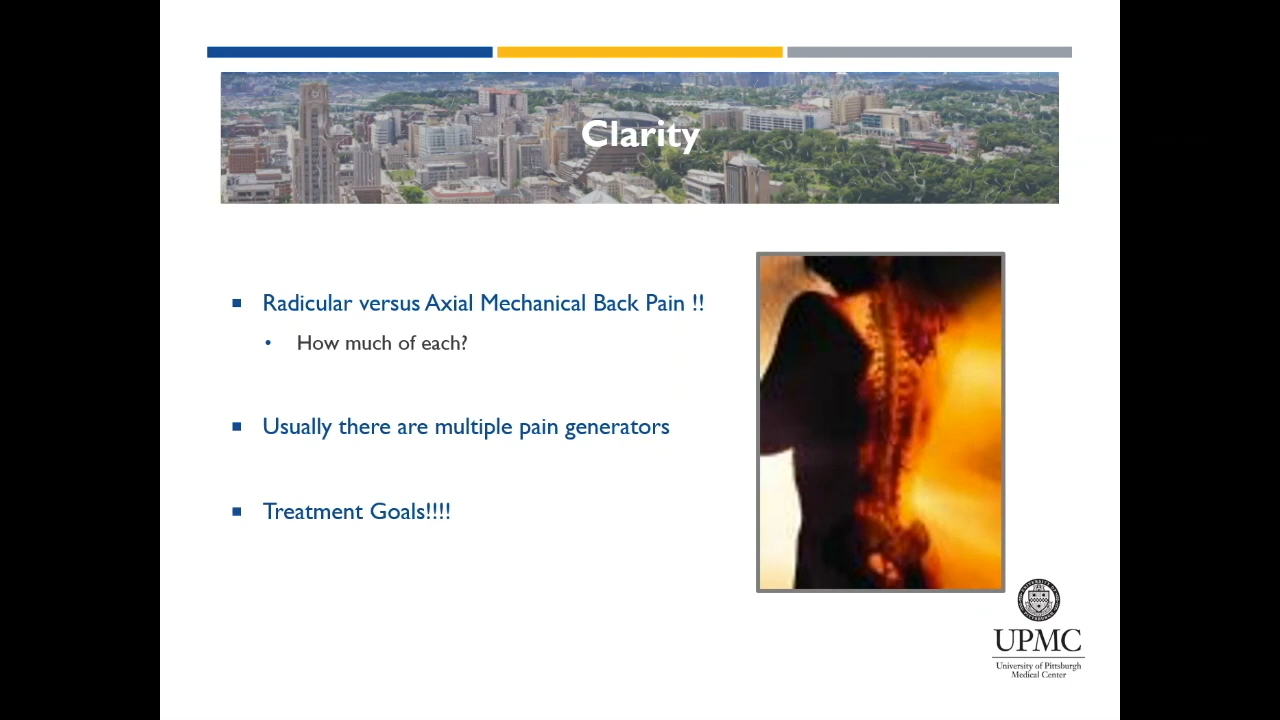 Clarity
Radicular versus Axial Mechanical Back Pain !!
How much of each?
Usually there are multiple pain generators
Treatment Goals!!!!
UPMC
University of Pittsburgh
Medical Center